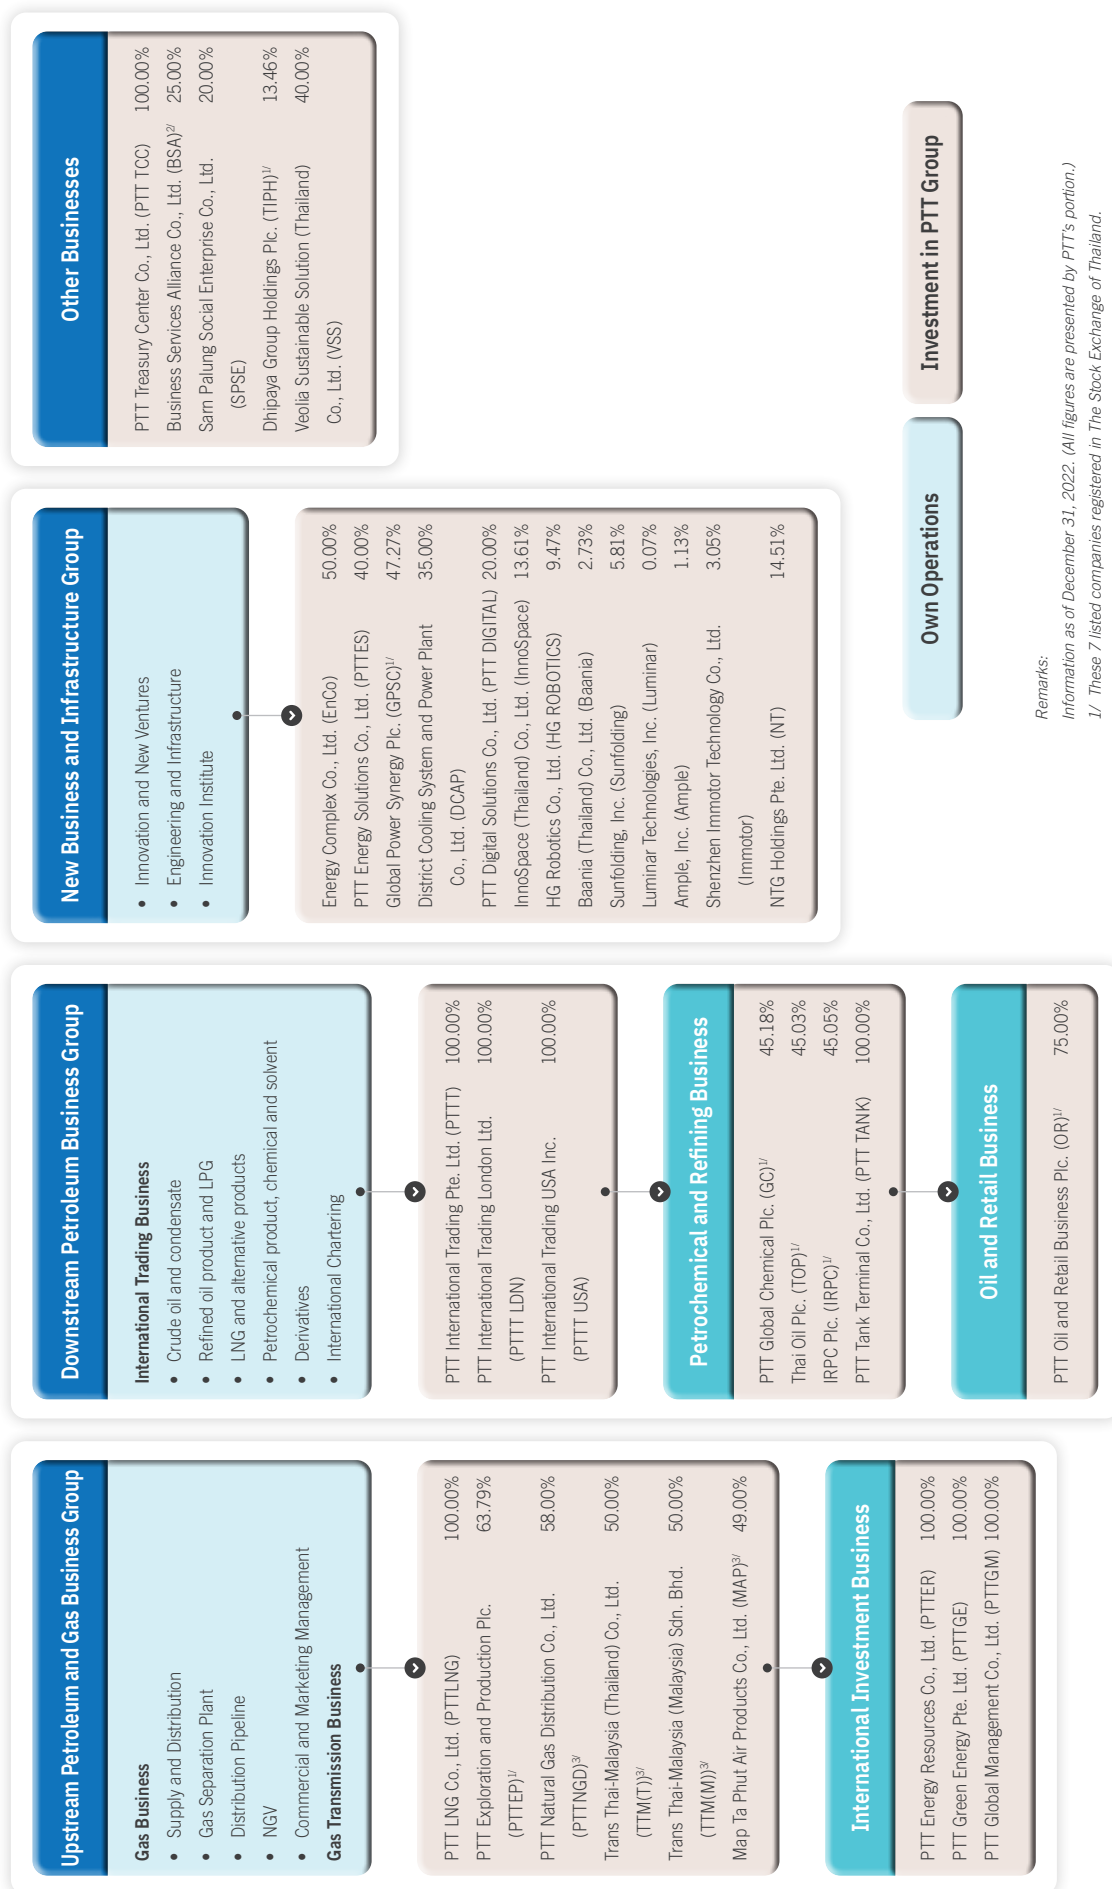 Upstream Petroleum and Gas Business Group
Gas Business
• Supply and Distribution
• Gas Separation Plant
• Distribution Pipeline
• NGV
• Commercial and Marketing Management
Gas Transmission Business
PTT LNG Co., Ltd. (PTTLNG) 100.00%
PTT Exploration and Production Plc. 63.79%
(PTTEP)1/
PTT Natural Gas Distribution Co., Ltd. 58.00%
(PTTNGD)3/
Trans Thai-Malaysia (Thailand) Co., Ltd. 50.00%
(TTM(T))3/
Trans Thai-Malaysia (Malaysia) Sdn. Bhd. 50.00%
(TTM(M))3/
Map Ta Phut Air Products Co., Ltd. (MAP)3/ 49.00%
International Investment Business
PTT Energy Resources Co., Ltd. (PTTER) 100.00%
PTT Green Energy Pte. Ltd. (PTTGE) 100.00%
PTT Global Management Co., Ltd. (PTTGM) 100.00%
Downstream Petroleum Business Group
International Trading Business
• Crude oil and condensate
• Refined oil product and LPG
• LNG and alternative products
• Petrochemical product, chemical and solvent
• Derivatives
• International Chartering
PTT International Trading Pte. Ltd. (PTTT) 100.00%
PTT International Trading London Ltd. 100.00%
(PTTT LDN)
PTT International Trading USA Inc. 100.00%
(PTTT USA)
Petrochemical and Refining Business
PTT Global Chemical Plc. (GC)1/ 45.18%
Thai Oil Plc. (TOP)1/ 45.03%
IRPC Plc. (IRPC)1/ 45.05%
PTT Tank Terminal Co., Ltd. (PTT TANK) 100.00%
Oil and Retail Business
PTT Oil and Retail Business Plc. (OR)1/ 75.00%
New Business and Infrastructure Group
• Innovation and New Ventures
• Engineering and Infrastructure
• Innovation Institute
Energy Complex Co., Ltd. (EnCo) 50.00%
PTT Energy Solutions Co., Ltd. (PTTES) 40.00%
Global Power Synergy Plc. (GPSC)1/ 47.27%
District Cooling System and Power Plant 35.00%
Co., Ltd. (DCAP)
PTT Digital Solutions Co., Ltd. (PTT DIGITAL) 20.00%
InnoSpace (Thailand) Co., Ltd. (InnoSpace) 13.61%
HG Robotics Co., Ltd. (HG ROBOTICS) 9.47%
Baania (Thailand) Co., Ltd. (Baania) 2.73%
Sunfolding, Inc. (Sunfolding) 5.81%
Luminar Technologies, Inc. (Luminar) 0.07%
Ample, Inc. (Ample) 1.13%
Shenzhen Immotor Technology Co., Ltd. 3.05%
(Immotor)
NTG Holdings Pte. Ltd. (NT) 14.51%
Other Businesses
PTT Treasury Center Co., Ltd. (PTT TCC) 100.00%
Business Services Alliance Co., Ltd. (BSA)2/ 25.00%
Sarn Palung Social Enterprise Co., Ltd. 20.00%
(SPSE)
Dhipaya Group Holdings Plc. (TIPH)1/ 13.46%
Veolia Sustainable Solution (Thailand) 40.00%
Co., Ltd. (VSS)
Own Operations
Investment in PTT Group
Remarks:
Information as of December 31, 2022. (All figures are presented by PTT's portion.)
1/ These 7 listed companies registered in The Stock Exchange of Thailand.